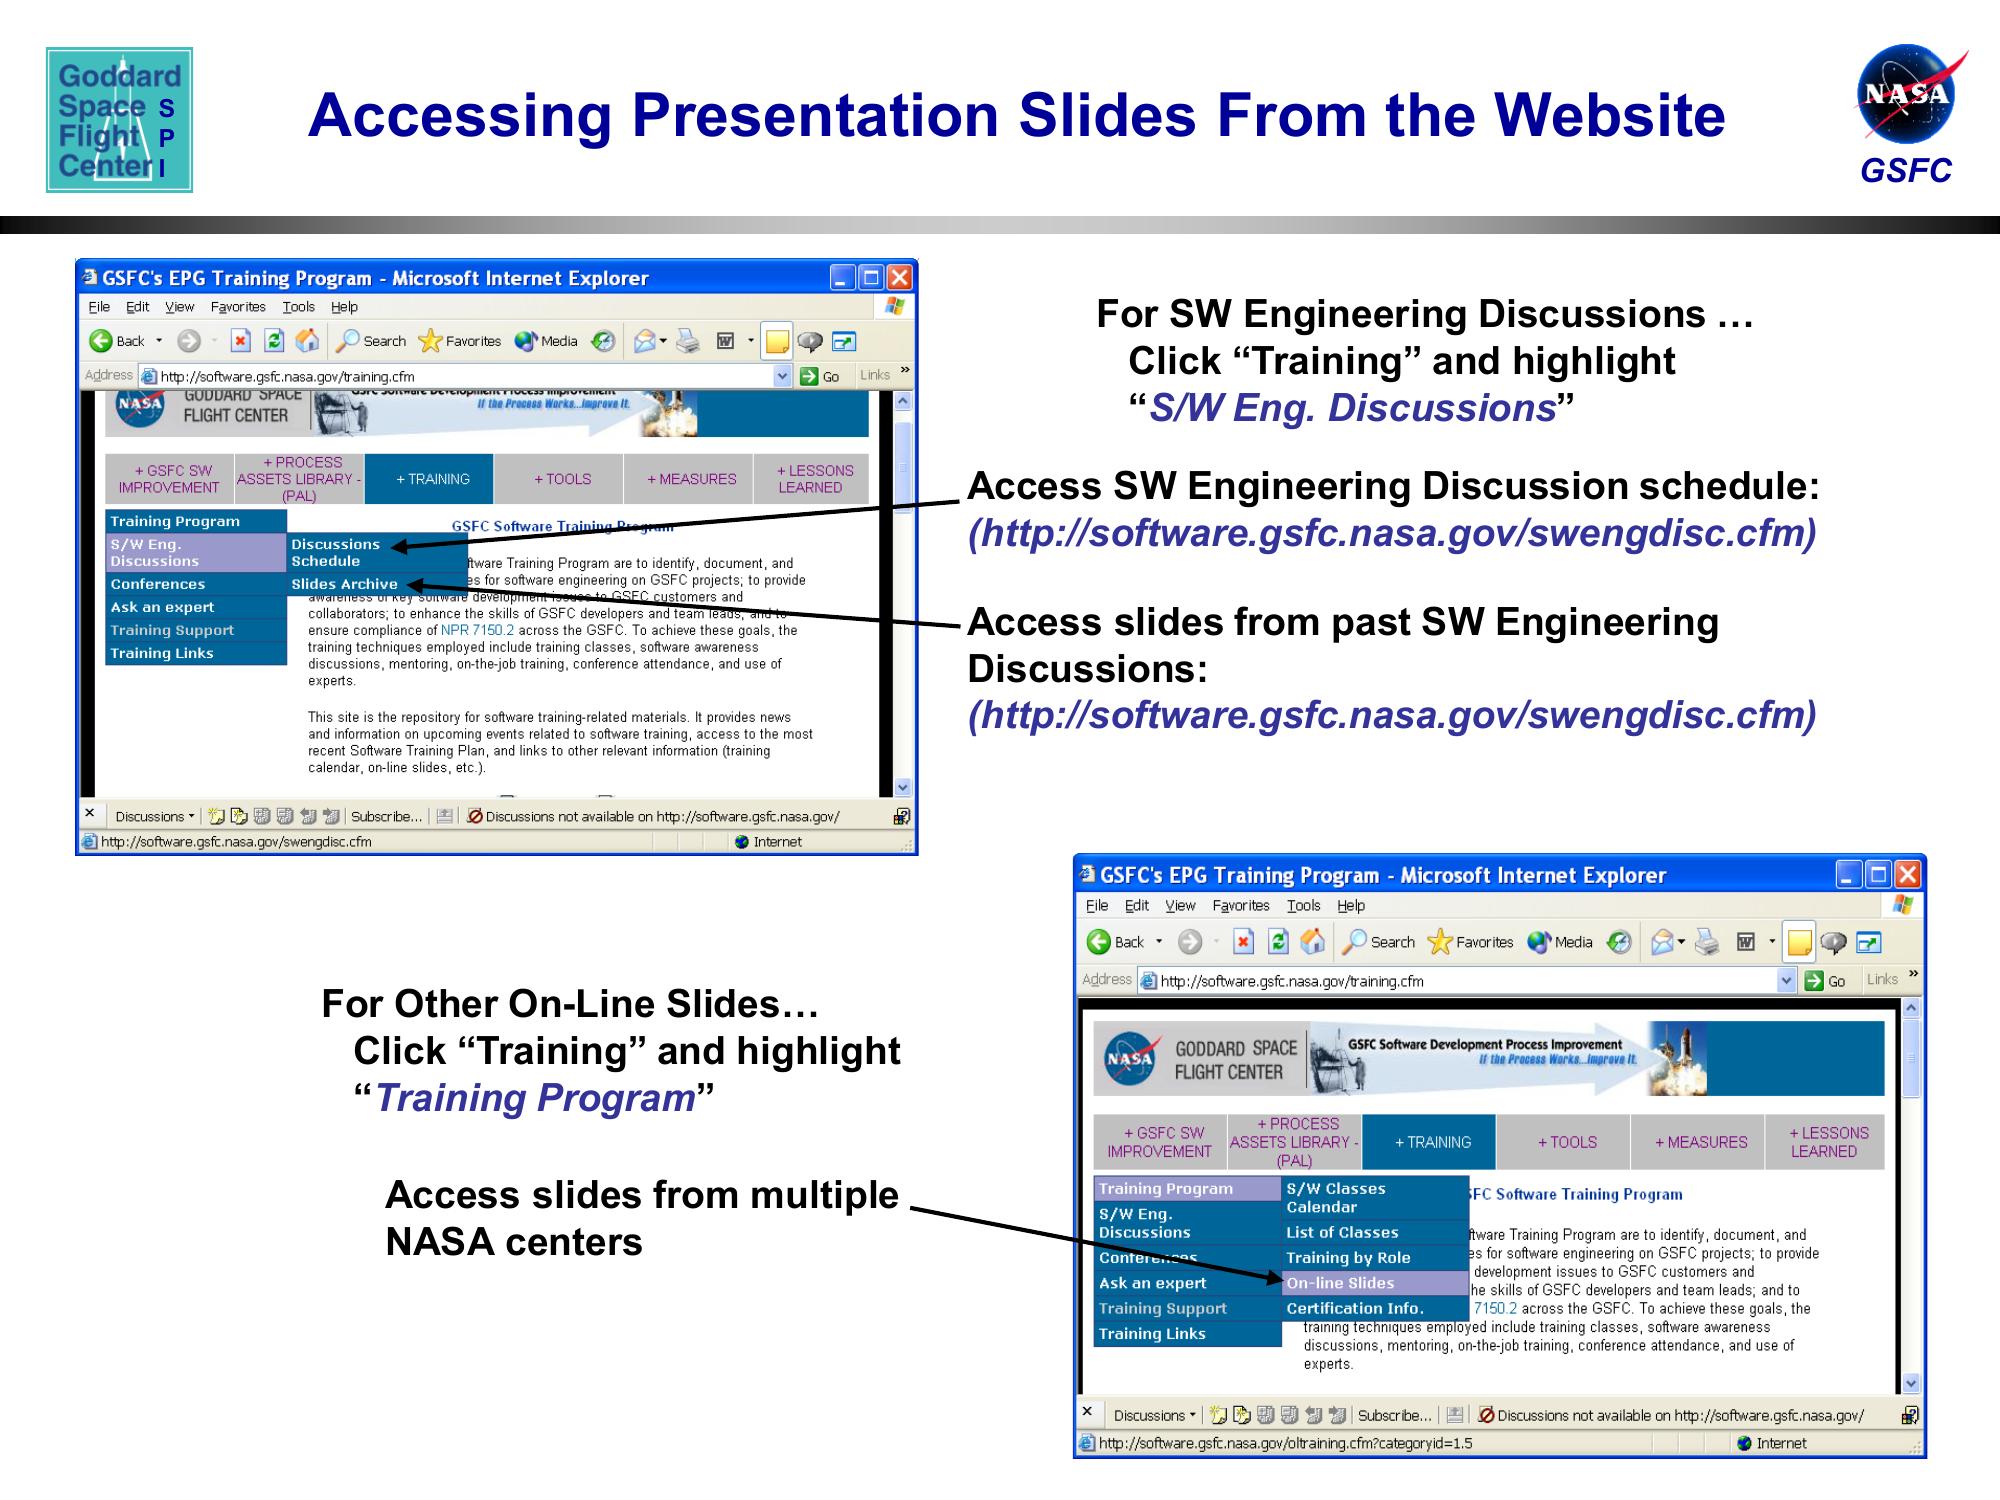 Goddard
Space S
Flight P
Center I
Accessing Presentation Slides From the Website
NASA
GSFC
GSFC's EPG Training Program - Microsoft Internet Explorer
File Edit View Favorites Tools Help
Back Search Favorites Media
Address http://software.gsfc.nasa.gov/training.cfm Go Links »
NASA
GODDARD SPACE
FLIGHT CENTER
GSFC Software Development Process Improvement
If the Process Works...Improve It.
+ GSFC SW
IMPROVEMENT
+ PROCESS
ASSETS LIBRARY -
(PAL)
+ TRAINING
+ TOOLS
+ MEASURES
+ LESSONS
LEARNED
Training Program
S/W Eng.
Discussions
Conferences
Ask an expert
Training Support
Training Links
Discussions
Schedule
Slides Archive
GSFC Software Training Program
ftware Training Program are to identify, document, and
es for software engineering on GSFC projects; to provide
awareness of key software development issues to GSFC customers and
collaborators; to enhance the skills of GSFC developers and team leads; and to
ensure compliance of NPR 7150.2 across the GSFC. To achieve these goals, the
training techniques employed include training classes, software awareness
discussions, mentoring, on-the-job training, conference attendance, and use of
experts.
This site is the repository for software training-related materials. It provides news
and information on upcoming events related to software training, access to the most
recent Software Training Plan, and links to other relevant information (training
calendar, on-line slides, etc.).
× Discussions Subscribe... Discussions not available on http://software.gsfc.nasa.gov/
http://software.gsfc.nasa.gov/swengdisc.cfm Internet
For SW Engineering Discussions …
Click “Training” and highlight
“S/W Eng. Discussions”
Access SW Engineering Discussion schedule:
(http://software.gsfc.nasa.gov/swengdisc.cfm)
Access slides from past SW Engineering
Discussions:
(http://software.gsfc.nasa.gov/swengdisc.cfm)
For Other On-Line Slides…
Click “Training” and highlight
“Training Program”
Access slides from multiple
NASA centers
GSFC's EPG Training Program - Microsoft Internet Explorer
File Edit View Favorites Tools Help
Back Search Favorites Media
Address http://software.gsfc.nasa.gov/training.cfm Go Links »
NASA
GODDARD SPACE
FLIGHT CENTER
GSFC Software Development Process Improvement
If the Process Works...Improve It.
+ GSFC SW
IMPROVEMENT
+ PROCESS
ASSETS LIBRARY -
(PAL)
+ TRAINING
+ TOOLS
+ MEASURES
+ LESSONS
LEARNED
Training Program
S/W Eng.
Discussions
Conferences
Ask an expert
Training Support
Training Links
S/W Classes
Calendar
List of Classes
Training by Role
On-line Slides
Certification Info.
SFC Software Training Program
ftware Training Program are to identify, document, and
es for software engineering on GSFC projects; to provide
development issues to GSFC customers and
he skills of GSFC developers and team leads; and to
7150.2 across the GSFC. To achieve these goals, the
training techniques employed include training classes, software awareness
discussions, mentoring, on-the-job training, conference attendance, and use of
experts.
× Discussions Subscribe... Discussions not available on http://software.gsfc.nasa.gov/
http://software.gsfc.nasa.gov/oltraining.cfm?categoryid=1.5 Internet